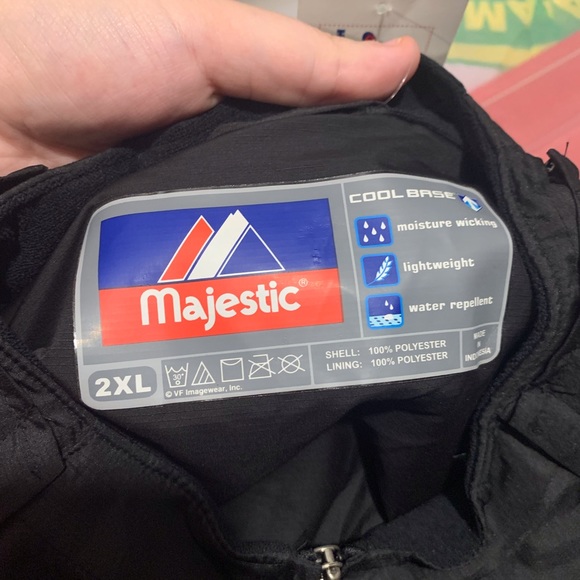 COOL BASE
moisture wicking
lightweight
water repellent
Majestic®
2XL
30°
© VF Imagewear, Inc.
SHELL: 100% POLYESTER
LINING: 100% POLYESTER
MADE
IN
INDONESIA